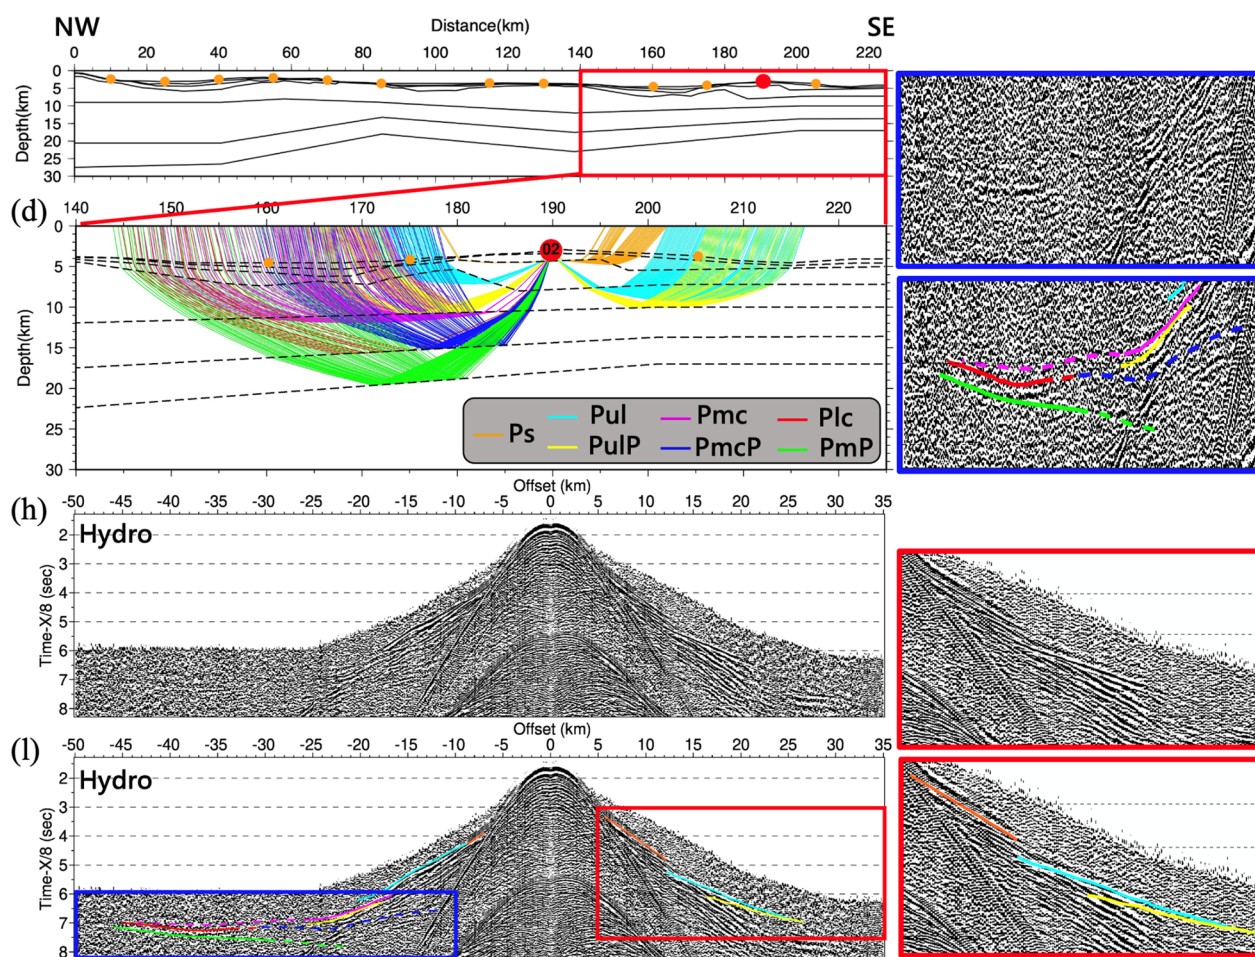 NW Distance(km) SE
0 20 40 60 80 100 120 140 160 180 200 220
Depth(km)
0
5
10
15
20
25
30
(d)
140 150 160 170 180 190 200 210 220
Depth(km)
0
5
10
15
20
25
30
02
Ps Pul Pmc Plc
PulP PmcP PmP
Offset (km)
-50 -45 -40 -35 -30 -25 -20 -15 -10 -5 0 5 10 15 20 25 30 35
(h)
Hydro
Time-X/8 (sec)
2
3
4
5
6
7
8
Offset (km)
-50 -45 -40 -35 -30 -25 -20 -15 -10 -5 0 5 10 15 20 25 30 35
(l)
Hydro
Time-X/8 (sec)
2
3
4
5
6
7
8